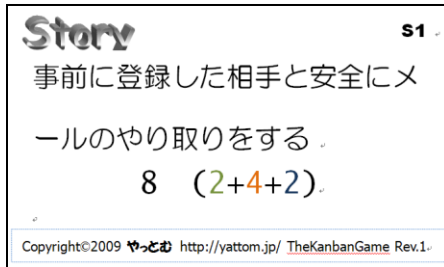 Story S1
事前に登録した相手と安全にメ
ールのやり取りをする
8 (2+4+2)
Copyright©2009 やっとむ http://yattom.jp/ TheKanbanGame Rev.1